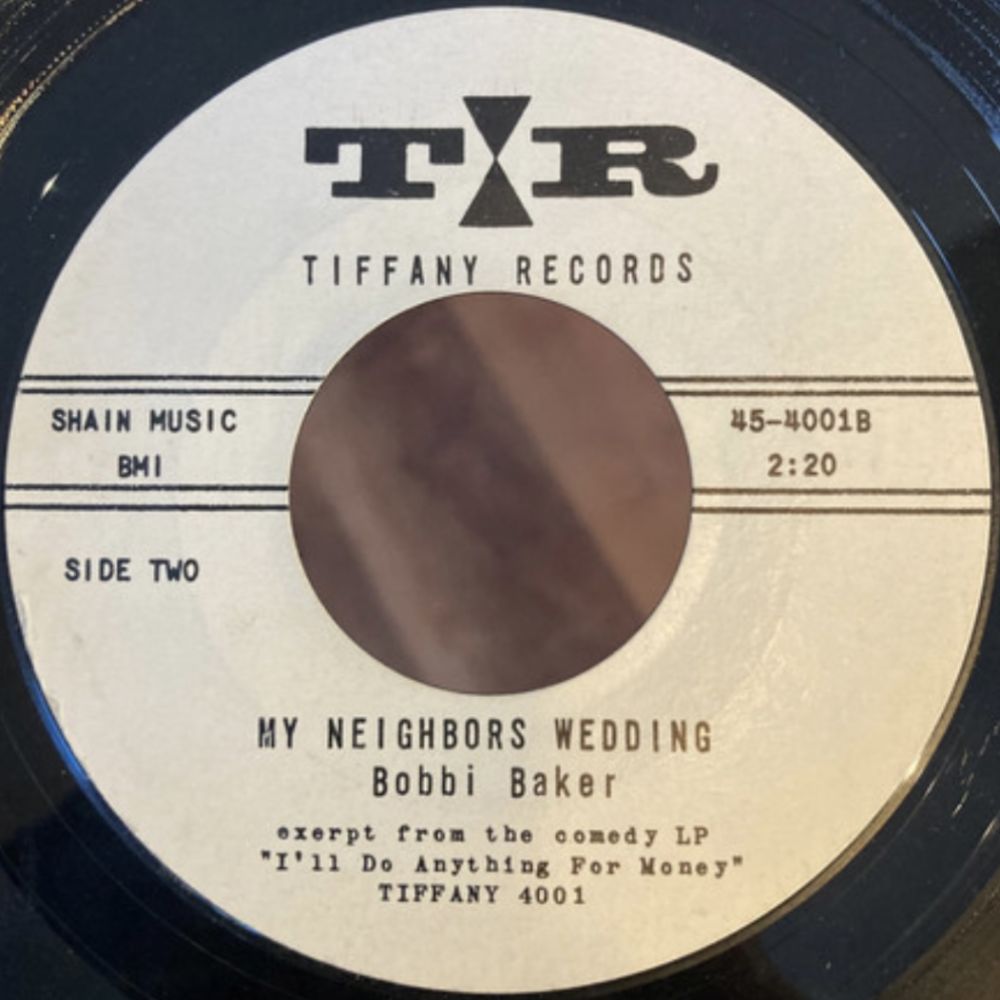 T R
TIFFANY RECORDS
SHAIN MUSIC
BMI
45-4001B
2:20
SIDE TWO
MY NEIGHBORS WEDDING
Bobbi Baker
exerpt from the comedy LP
"I'll Do Anything For Money"
TIFFANY 4001